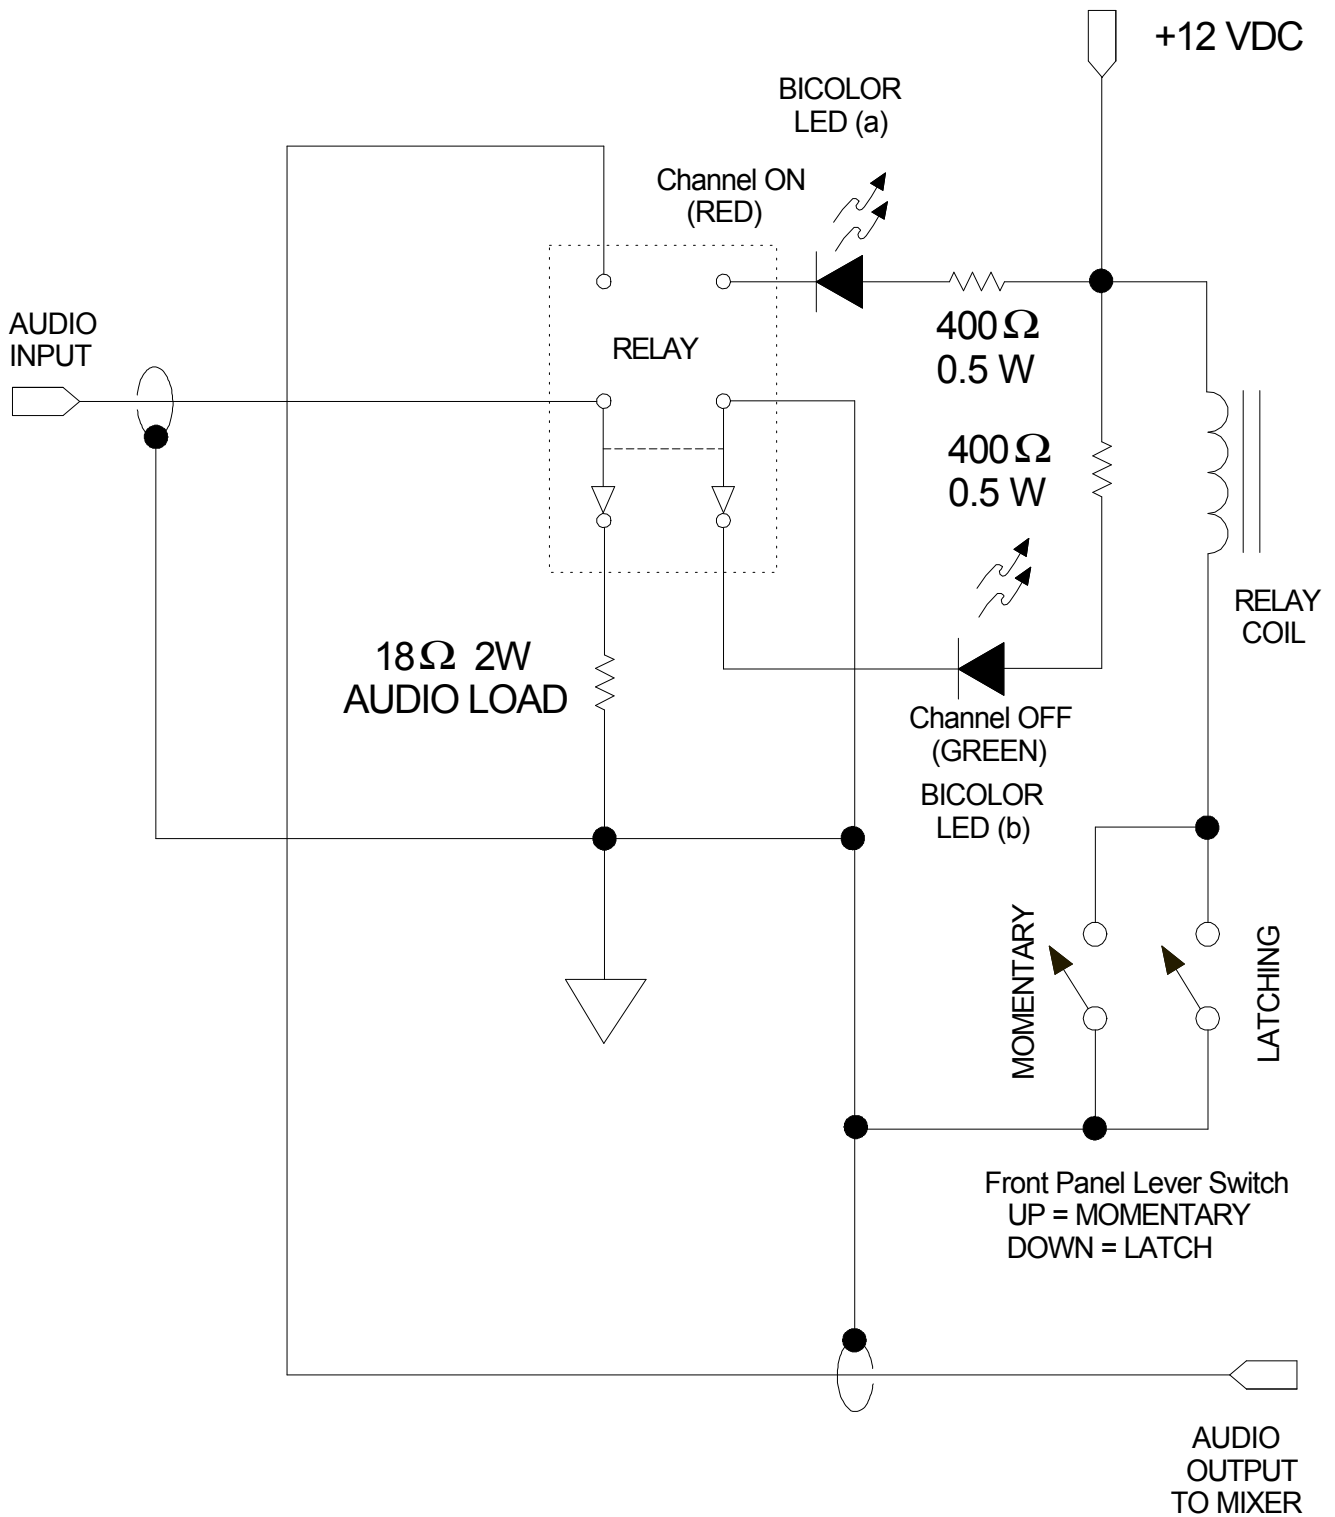 +12 VDC
BICOLOR
LED (a)
Channel ON
(RED)
AUDIO
INPUT
RELAY
400Ω
0.5 W
400Ω
0.5 W
RELAY
COIL
18Ω 2W
AUDIO LOAD
Channel OFF
(GREEN)
BICOLOR
LED (b)
MOMENTARY
LATCHING
Front Panel Lever Switch
UP = MOMENTARY
DOWN = LATCH
AUDIO
OUTPUT
TO MIXER